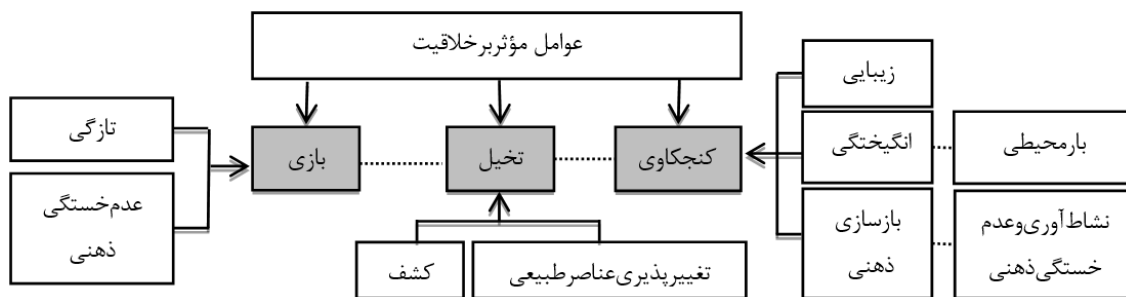 عوامل مؤثربرخلاقیت
زیبایی
تازگی
کنجکاوی
تخیل
بازی
انگیختگی
بارمحیطی
عدم‌خستگی
ذهنی
بازسازی
ذهنی
نشاط‌آوری‌وعدم
خستگی‌ذهنی
تغییرپذیری‌عناصرطبیعی
کشف